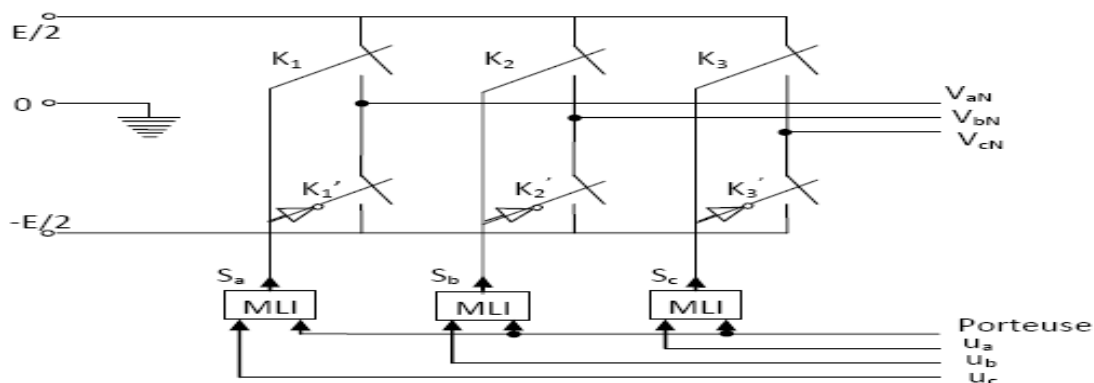 E/2
K₁ K₂ K₃
0
VaN
VbN
VcN
K₁’ K₂’ K₃’
-E/2
Sa Sb Sc
MLI MLI MLI
Porteuse
ua
ub
uc